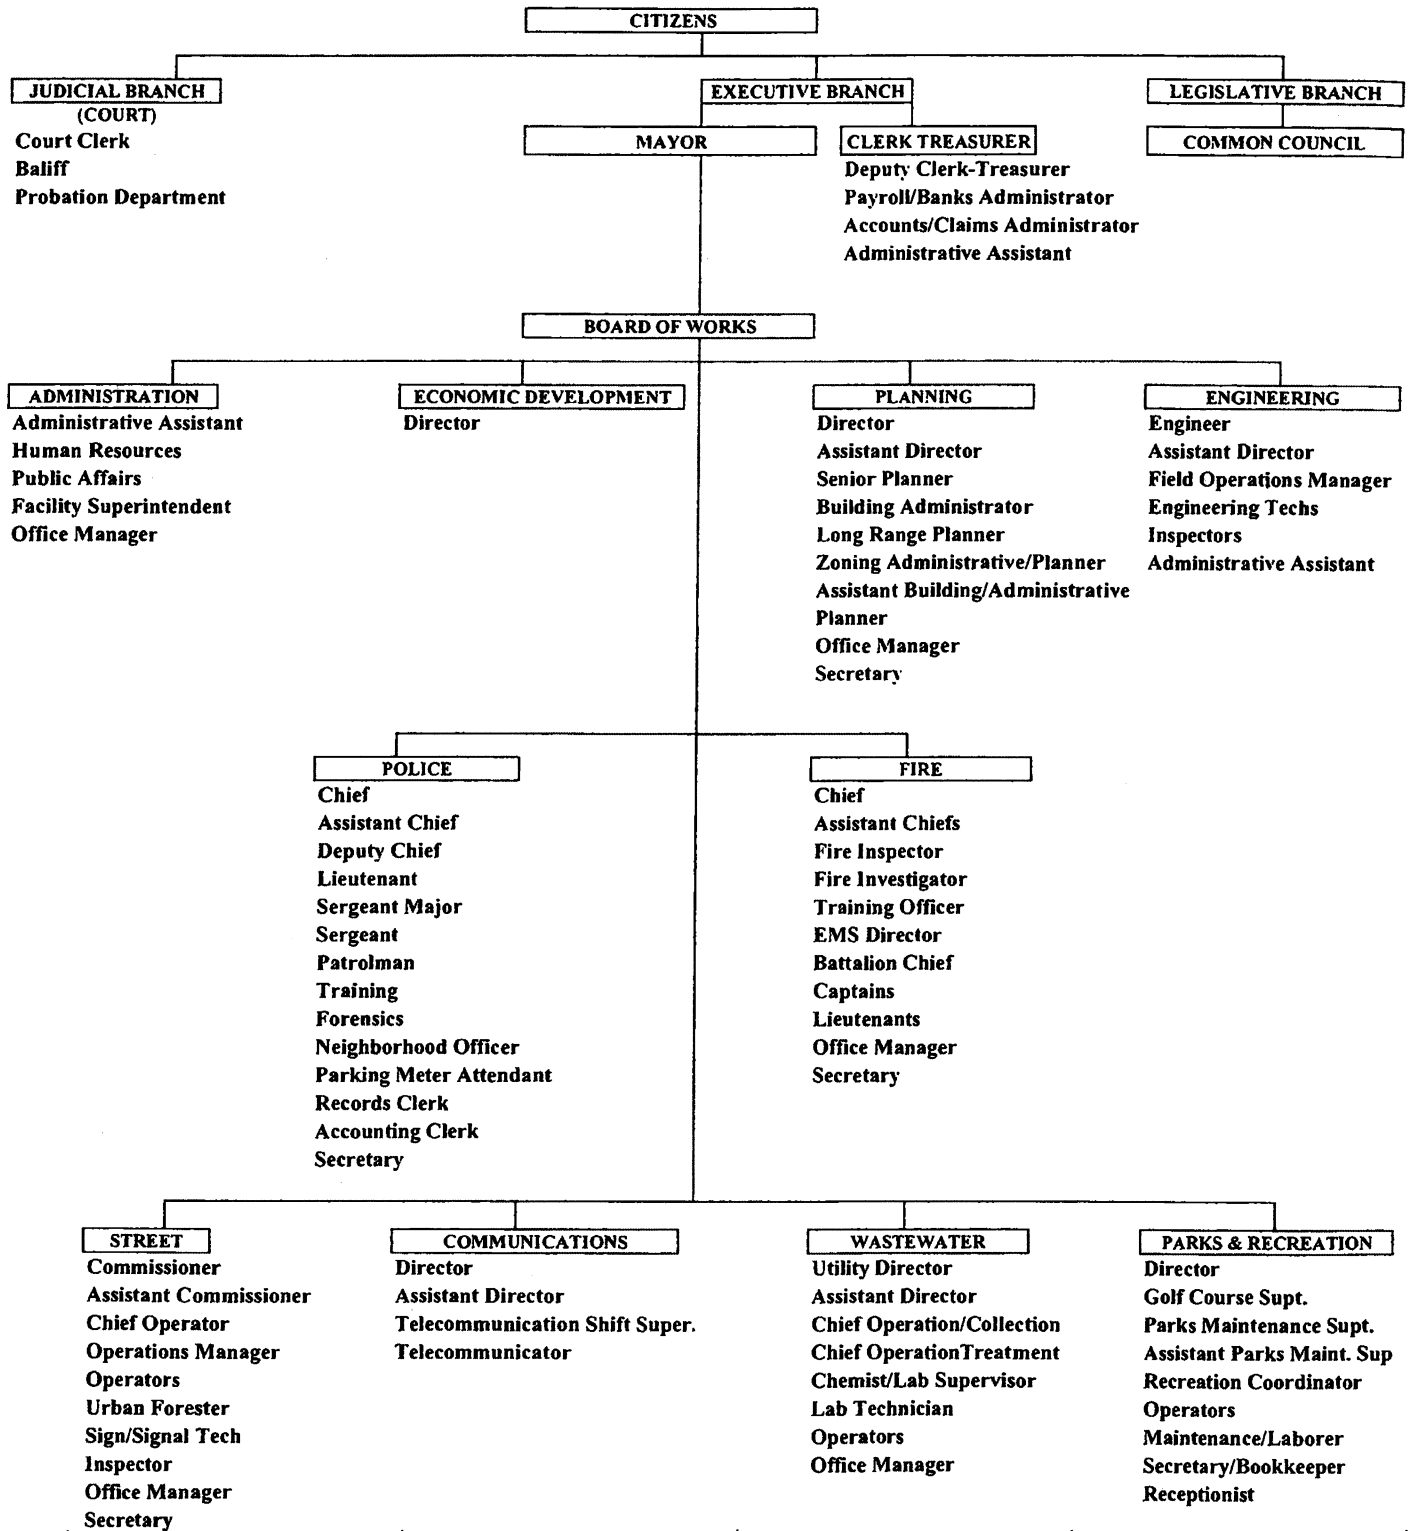 CITIZENS
JUDICIAL BRANCH
(COURT)
Court Clerk
Baliff
Probation Department
EXECUTIVE BRANCH
MAYOR
CLERK TREASURER
Deputy Clerk-Treasurer
Payroll/Banks Administrator
Accounts/Claims Administrator
Administrative Assistant
LEGISLATIVE BRANCH
COMMON COUNCIL
BOARD OF WORKS
ADMINISTRATION
Administrative Assistant
Human Resources
Public Affairs
Facility Superintendent
Office Manager
ECONOMIC DEVELOPMENT
Director
PLANNING
Director
Assistant Director
Senior Planner
Building Administrator
Long Range Planner
Zoning Administrative/Planner
Assistant Building/Administrative
Planner
Office Manager
Secretary
ENGINEERING
Engineer
Assistant Director
Field Operations Manager
Engineering Techs
Inspectors
Administrative Assistant
POLICE
Chief
Assistant Chief
Deputy Chief
Lieutenant
Sergeant Major
Sergeant
Patrolman
Training
Forensics
Neighborhood Officer
Parking Meter Attendant
Records Clerk
Accounting Clerk
Secretary
FIRE
Chief
Assistant Chiefs
Fire Inspector
Fire Investigator
Training Officer
EMS Director
Battalion Chief
Captains
Lieutenants
Office Manager
Secretary
STREET
Commissioner
Assistant Commissioner
Chief Operator
Operations Manager
Operators
Urban Forester
Sign/Signal Tech
Inspector
Office Manager
Secretary
COMMUNICATIONS
Director
Assistant Director
Telecommunication Shift Super.
Telecommunicator
WASTEWATER
Utility Director
Assistant Director
Chief Operation/Collection
Chief OperationTreatment
Chemist/Lab Supervisor
Lab Technician
Operators
Office Manager
PARKS & RECREATION
Director
Golf Course Supt.
Parks Maintenance Supt.
Assistant Parks Maint. Sup
Recreation Coordinator
Operators
Maintenance/Laborer
Secretary/Bookkeeper
Receptionist